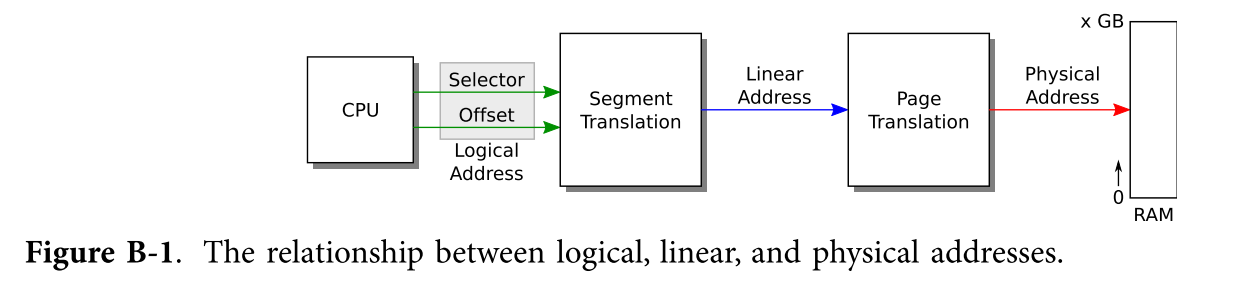 x GB
CPU
Selector
Offset
Logical
Address
Segment
Translation
Linear
Address
Page
Translation
Physical
Address
0
RAM
Figure B-1. The relationship between logical, linear, and physical addresses.